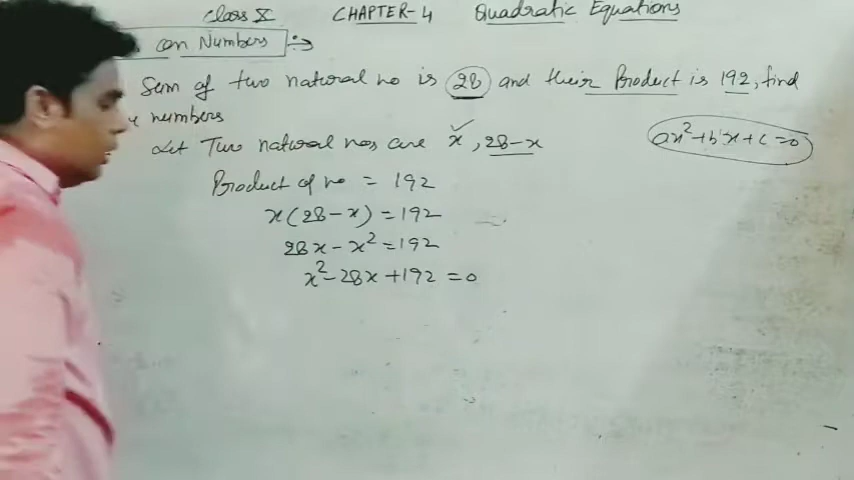 Class X CHAPTER-4 Quadratic Equations
on Numbers :→
Sum of two natural no is 28 and their Product is 192, find
numbers
Let Two natural nos are x, 28-x
ax²+bx+c=0
Product of no = 192
x(28-x) = 192
28x - x² = 192
x² - 28x + 192 = 0